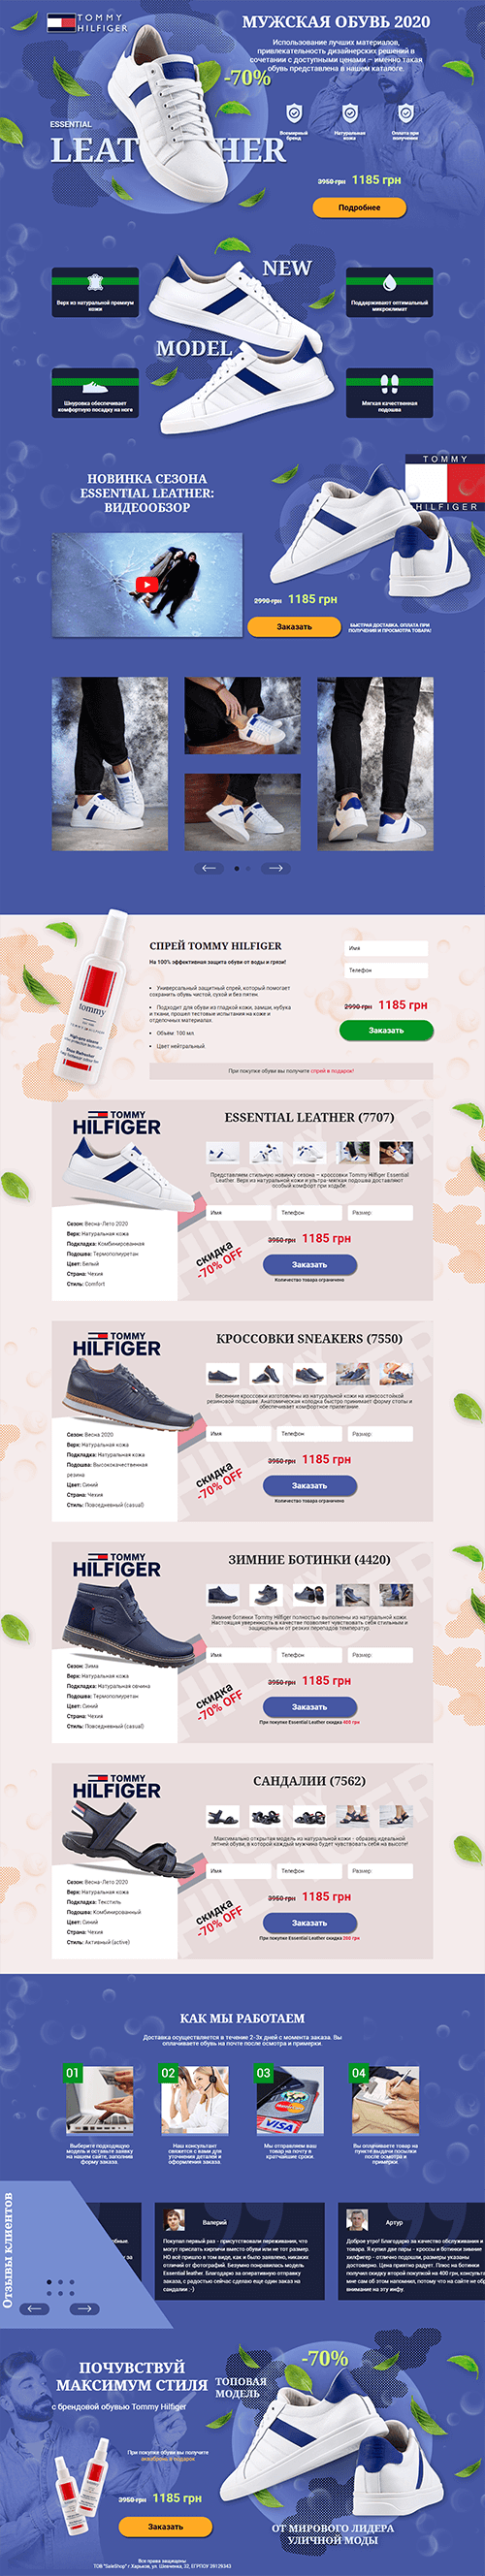 TOMMY
HILFIGER
МУЖСКАЯ ОБУВЬ 2020
Использование лучших материалов,
привлекательность дизайнерских решений в
сочетании с доступными ценами – именно такая
обувь представлена в нашем каталоге.
-70%
ESSENTIAL
LEATHER
Всемирный
бренд
Натуральная
кожа
Оплата при
получении
3950 грн 1185 грн
Подробнее
NEW
MODEL
Верх из натуральной премиум
кожи
Поддерживают оптимальный
микроклимат
Шнуровка обеспечивает
комфортную посадку на ноге
Мягкая качественная
подошва
TOMMY
HILFIGER
НОВИНКА СЕЗОНА
ESSENTIAL LEATHER:
ВИДЕООБЗОР
2990 грн 1185 грн
Заказать
БЫСТРАЯ ДОСТАВКА, ОПЛАТА ПРИ
ПОЛУЧЕНИИ И ПРОСМОТРА ТОВАРА!
СПРЕЙ TOMMY HILFIGER
На 100% эффективная защита обуви от воды и грязи!
• Универсальный защитный спрей, который помогает
сохранить обувь чистой, сухой и без пятен.
• Подходит для обуви из гладкой кожи, замши, нубука
и ткани, прошел тестовые испытания на коже и
отделочных материалах.
• Объём: 100 мл.
• Цвет нейтральный.
Имя
Телефон
2990 грн 1185 грн
Заказать
При покупке обуви вы получите спрей в подарок!
tommy
TOMMY
HILFIGER
ESSENTIAL LEATHER (7707)
Представляем стильную новинку сезона – кроссовки Tommy Hilfiger Essential
Leather. Верх из натуральной кожи и ультра-мягкая подошва доставляют
особый комфорт при ходьбе.
Имя Телефон Размер
Сезон: Весна-Лето 2020
Верх: Натуральная кожа
Подкладка: Комбинированная
Подошва: Термополиуретан
Цвет: Белый
Страна: Чехия
Стиль: Comfort
скидка
-70% OFF
3950 грн 1185 грн
Заказать
Количество товара ограничено
TOMMY
HILFIGER
КРОССОВКИ SNEAKERS (7550)
Весенние кроссовки изготовлены из натуральной кожи на износостойкой
резиновой подошве. Анатомическая колодка быстро принимает форму стопы и
обеспечивает комфортное прилегание.
Имя Телефон Размер
Сезон: Весна 2020
Верх: Натуральная кожа
Подкладка: Натуральная кожа
Подошва: Высококачественная
резина
Цвет: Синий
Страна: Чехия
Стиль: Повседневный (casual)
скидка
-70% OFF
3950 грн 1185 грн
Заказать
Количество товара ограничено
TOMMY
HILFIGER
ЗИМНИЕ БОТИНКИ (4420)
Зимние ботинки Tommy Hilfiger полностью выполнены из натуральной кожи.
Настоящая уверенность в качестве позволяет чувствовать себя стильным и
защищенным от резких перепадов температур.
Имя Телефон Размер
Сезон: Зима
Верх: Натуральная кожа
Подкладка: Натуральная овчина
Подошва: Термополиуретан
Цвет: Синий
Страна: Чехия
Стиль: Повседневный (casual)
скидка
-70% OFF
3950 грн 1185 грн
Заказать
При покупке Essential Leather скидка 400 грн
TOMMY
HILFIGER
САНДАЛИИ (7562)
Максимально открытая модель из натуральной кожи - образец идеальной
летней обуви, в которой каждый мужчина будет чувствовать себя на высоте!
Имя Телефон Размер
Сезон: Весна-Лето 2020
Верх: Натуральная кожа
Подкладка: Текстиль
Подошва: Комбинированный
Цвет: Синий
Страна: Чехия
Стиль: Активный (active)
скидка
-70% OFF
3950 грн 1185 грн
Заказать
При покупке Essential Leather скидка 200 грн
КАК МЫ РАБОТАЕМ
Доставка осуществляется в течение 2-3х дней с момента заказа. Вы
оплачиваете обувь на почте после осмотра и примерки.
01
02
03
04
VISA
Выберите подходящую
модель и оставьте заявку
на нашем сайте, заполнив
форму заказа.
Наш консультант
свяжется с вами для
уточнения деталей и
оформления заказа.
Мы отправляем ваш
товар на почту в
кратчайшие сроки.
Вы оплачиваете товар на
пункте выдачи посылки
после осмотра и
примерки.
Отзывы клиентов
Валерий
Покупал первый раз - присутствовали переживания, что
могут прислать кирпичи вместо обуви или не тот размер.
НО всё пришло в том виде, как и было заявлено, никаких
отличий от фотографий. Безумно понравилась модель
Essential leather. Благодарю за оперативную отправку
заказа, с радостью сейчас сделаю еще один заказ на
сандалии :-)
Артур
Доброе утро! Благодарю за качество обслуживания и
товара. Я купил две пары - кроссы и ботинки зимние
хилфигер - отлично подошли, размеры указаны
достоверно. Цена приятно радует. Плюс на ботинки
получил скидку второй покупкой на 400 грн, консульта
мне сам об этом напомнил, потому что на сайте не об
внимание на эту инфу.
ПОЧУВСТВУЙ
МАКСИМУМ СТИЛЯ
с брендовой обувью Tommy Hilfiger
-70%
ТОПОВАЯ
МОДЕЛЬ
При покупке обуви вы получите
3950 грн 1185 грн
Заказать
ОТ МИРОВОГО ЛИДЕРА
УЛИЧНОЙ МОДЫ
Все права защищены